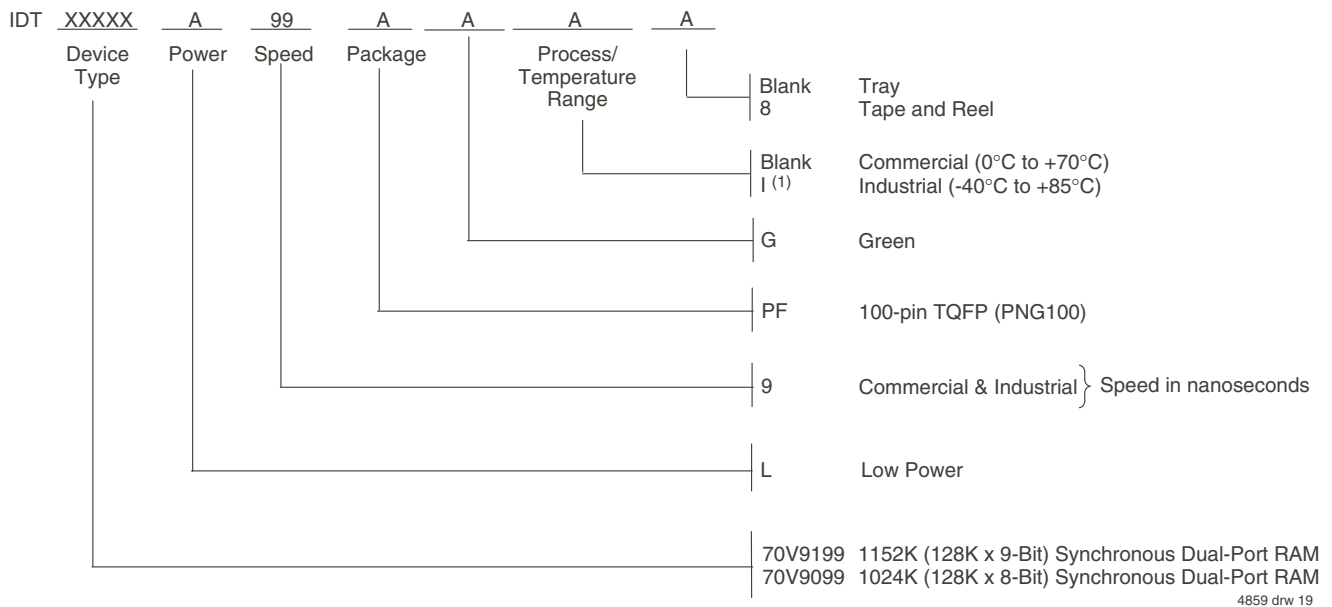 IDT XXXXX A 99 A A A A
Device Type Power Speed Package Process/ Temperature Range
Blank Tray
8 Tape and Reel
Blank Commercial (0°C to +70°C)
I (1) Industrial (-40°C to +85°C)
G Green
PF 100-pin TQFP (PNG100)
9 Commercial & Industrial Speed in nanoseconds
L Low Power
70V9199 1152K (128K x 9-Bit) Synchronous Dual-Port RAM
70V9099 1024K (128K x 8-Bit) Synchronous Dual-Port RAM
4859 drw 19